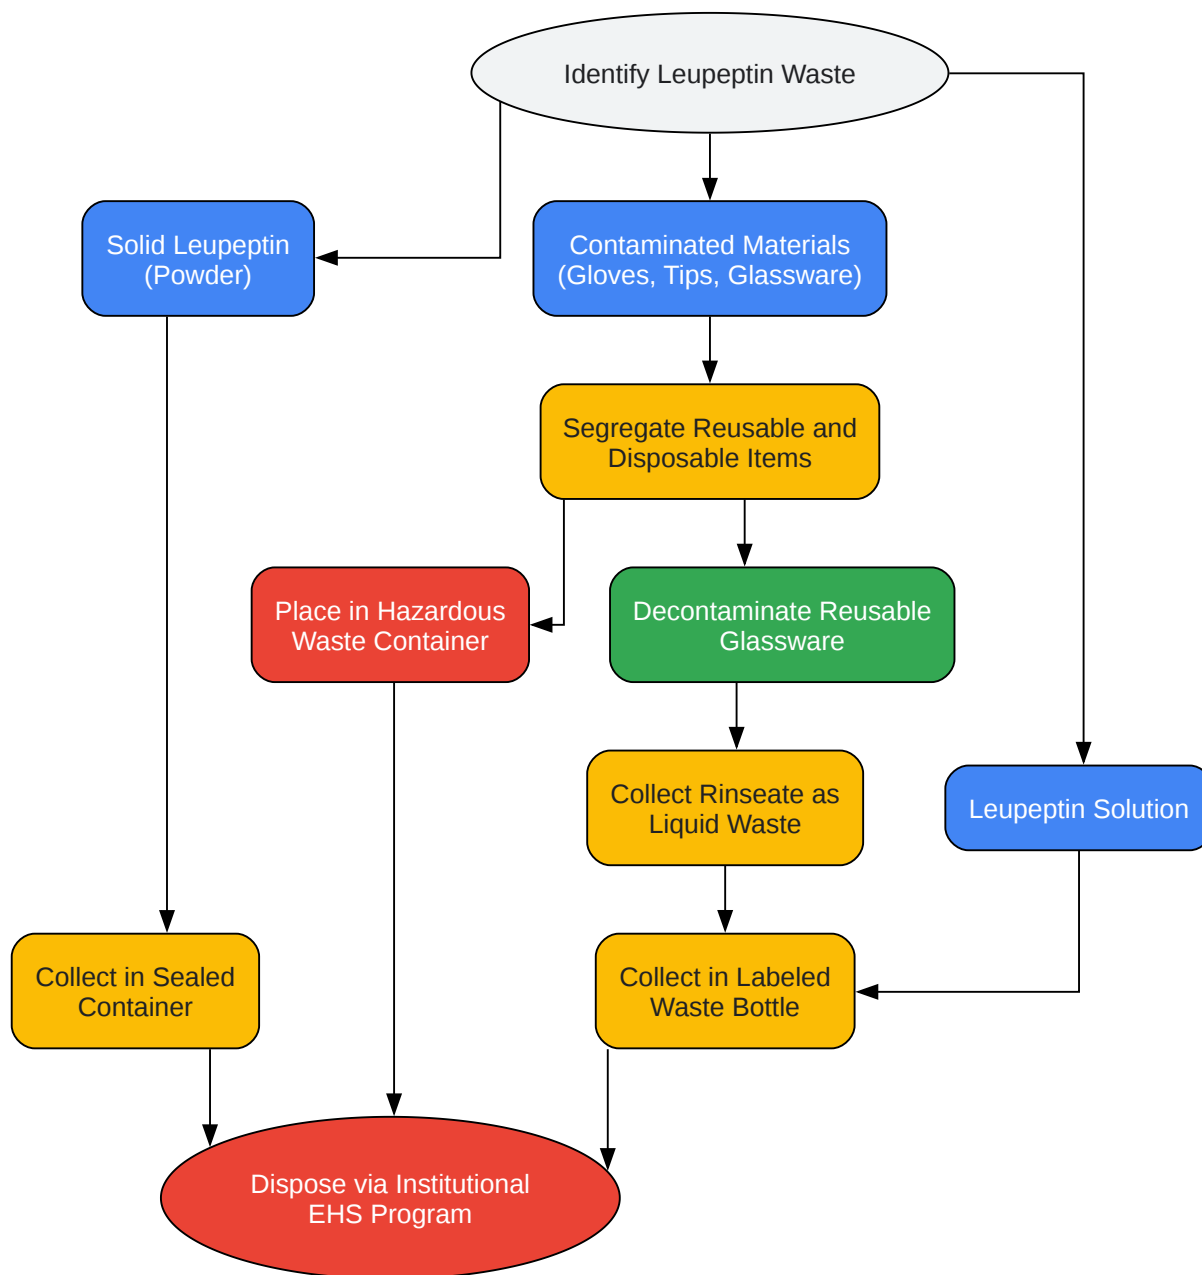 Identify Leupeptin Waste
Solid Leupeptin
(Powder)
Contaminated Materials
(Gloves, Tips, Glassware)
Segregate Reusable and
Disposable Items
Place in Hazardous
Waste Container
Decontaminate Reusable
Glassware
Collect Rinseate as
Liquid Waste
Leupeptin Solution
Collect in Sealed
Container
Collect in Labeled
Waste Bottle
Dispose via Institutional
EHS Program